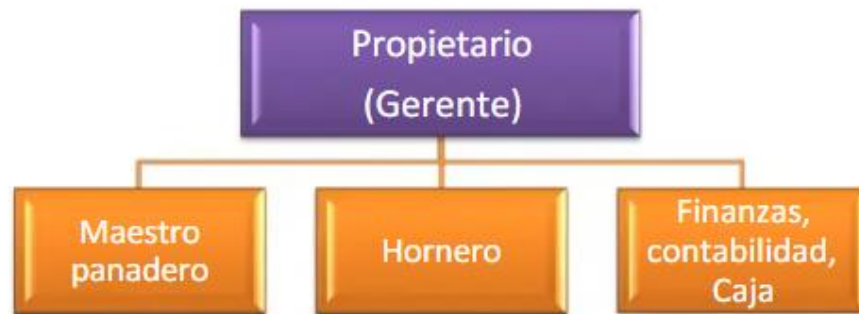 Propietario
(Gerente)
Maestro
panadero
Hornero
Finanzas,
contabilidad,
Caja